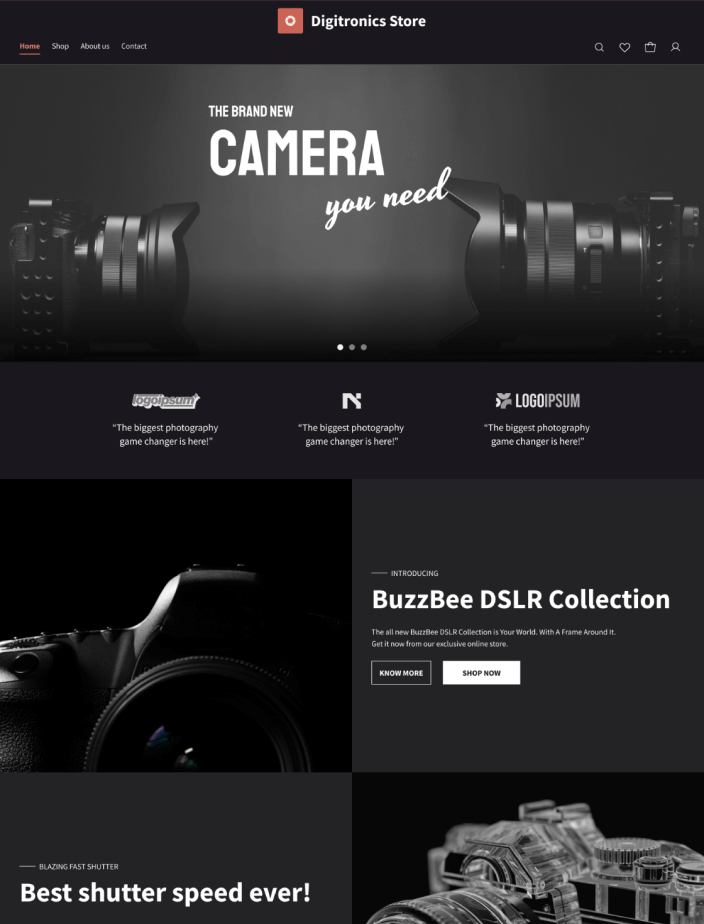 Digitronics Store
Home Shop About us Contact
THE BRAND NEW
CAMERA
you need
logoipsum
N
LOGOIPSUM
“The biggest photography
game changer is here!”
“The biggest photography
game changer is here!”
“The biggest photography
game changer is here!”
INTRODUCING
BuzzBee DSLR Collection
The all new BuzzBee DSLR Collection is Your World. With A Frame Around It.
Get it now from our exclusive online store.
KNOW MORE
SHOP NOW
BLAZING FAST SHUTTER
Best shutter speed ever!